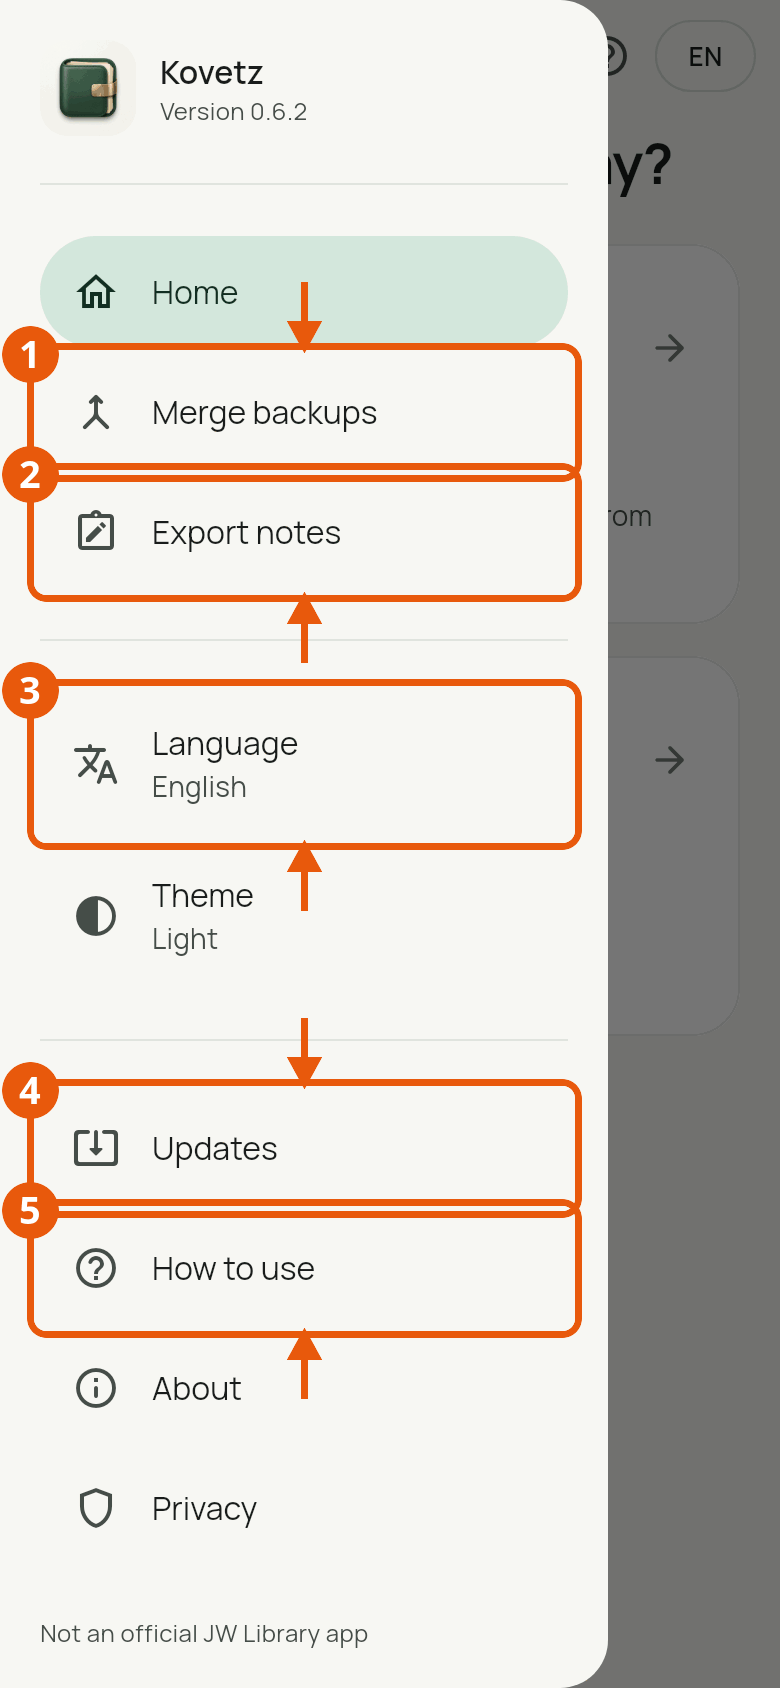 Kovetz
Version 0.6.2
EN
Home
1
Merge backups
2
Export notes
3
Language
English
Theme
Light
4
Updates
5
How to use
About
Privacy
Not an official JW Library app